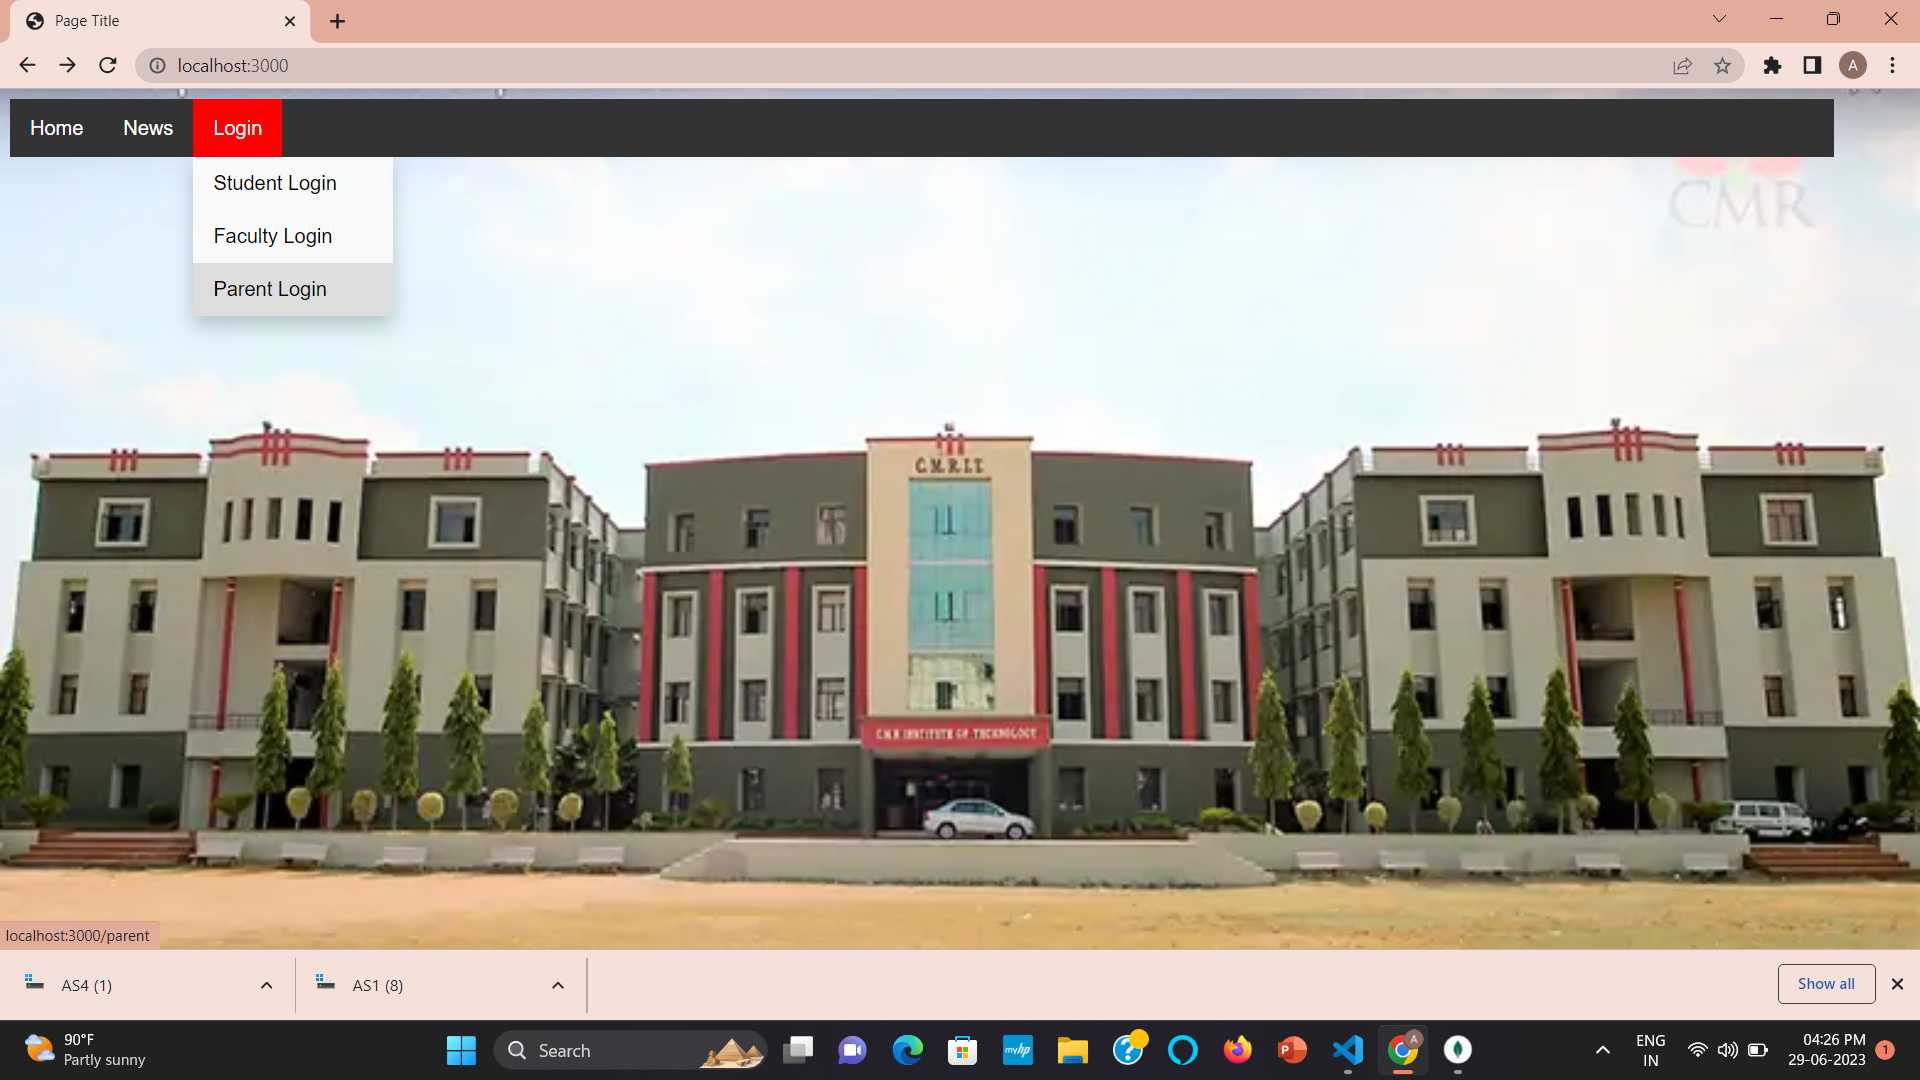 Page Title
localhost:3000
A
Home
News
Login
Student Login
Faculty Login
Parent Login
CMR
C.M.R.I.T.
C.M.R INSTITUTE OF TECHNOLOGY
localhost:3000/parent
AS4 (1)
AS1 (8)
Show all
90°F
Partly sunny
Search
myhp
P
A
ENG
IN
04:26 PM
29-06-2023
1